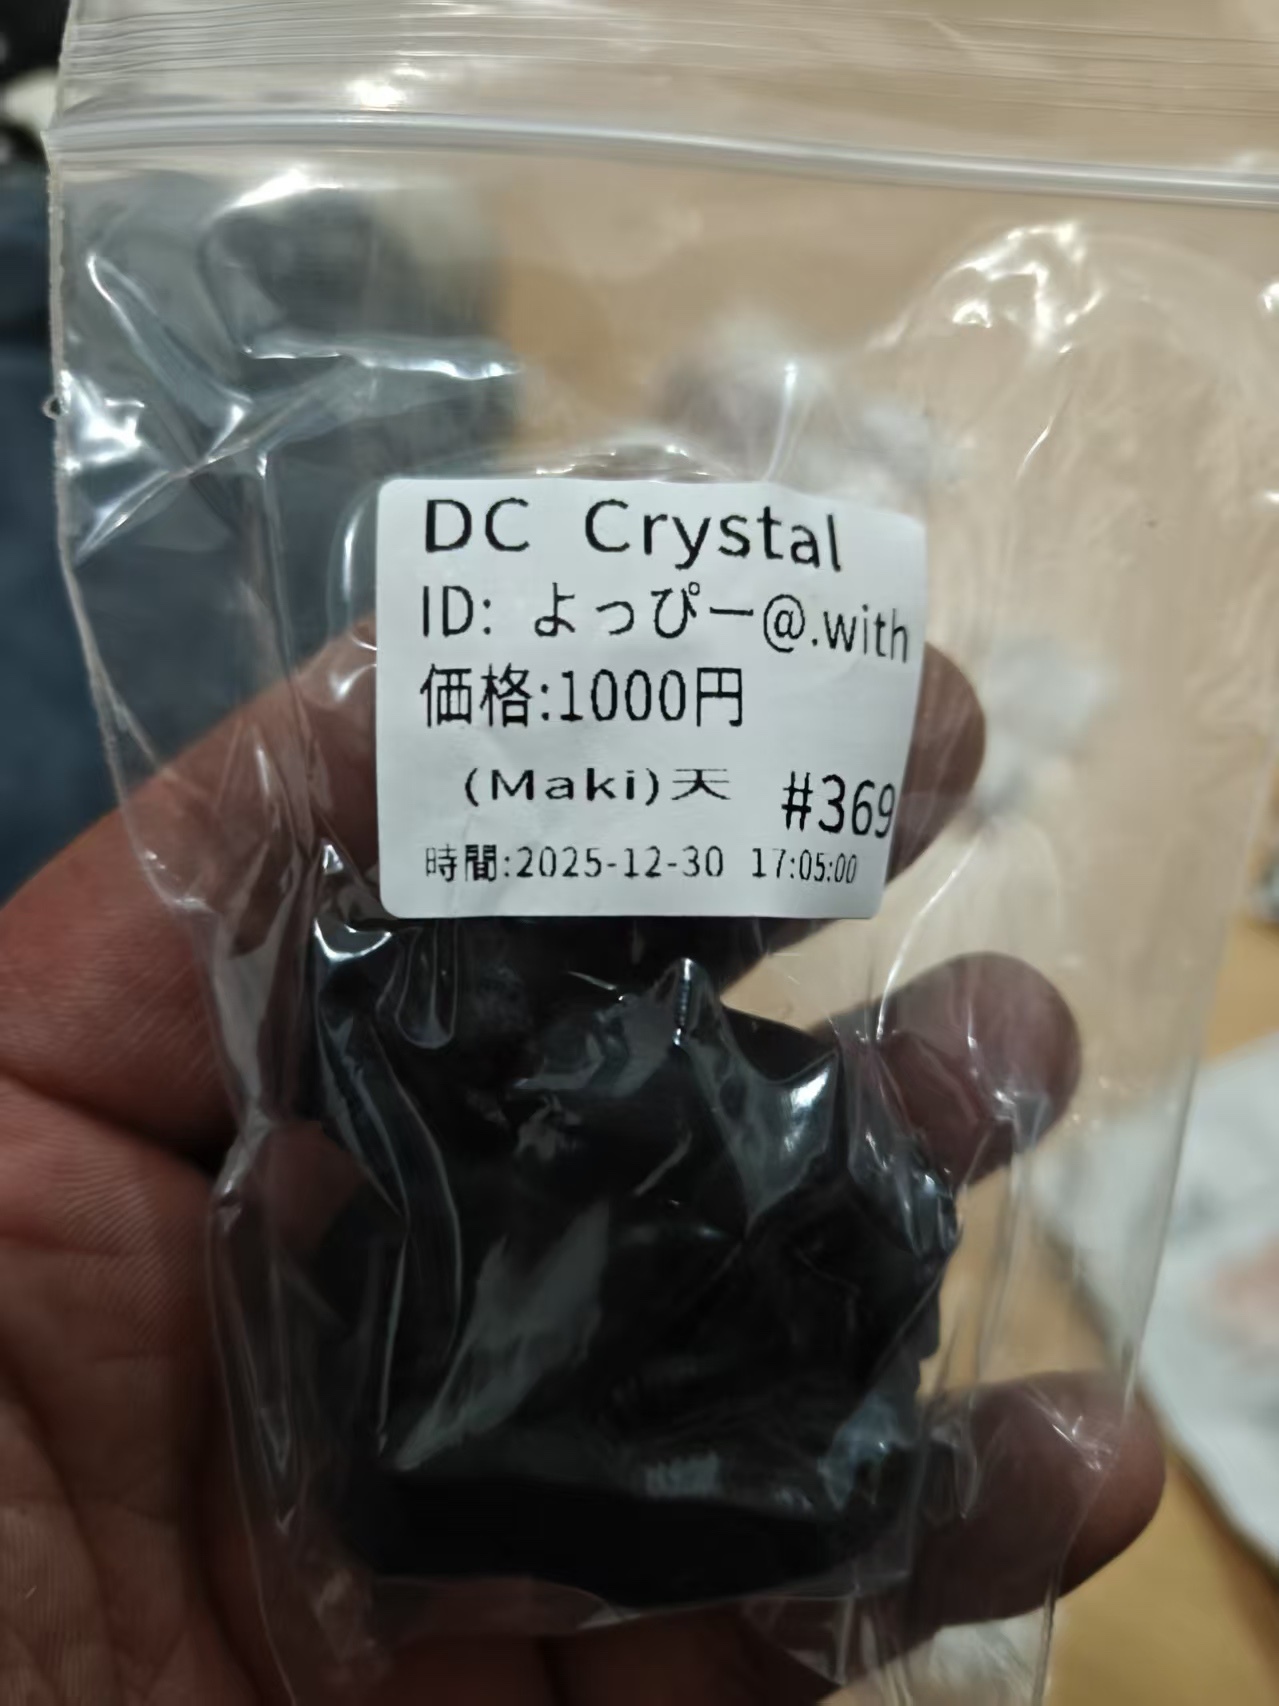 DC Crystal
ID: よっぴー@.with
価格:1000円
(Maki)天 #369
時間:2025-12-30 17:05:00